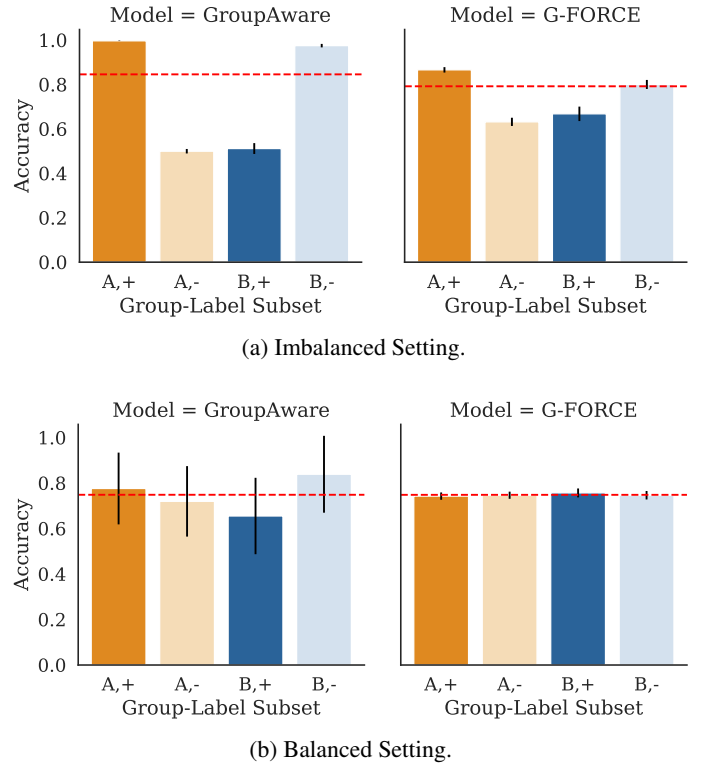 Model = GroupAware
Model = G-FORCE
1.0
0.8
0.6
0.4
0.2
0.0
Accuracy
A,+ A,- B,+ B,-
A,+ A,- B,+ B,-
Group-Label Subset
Group-Label Subset
(a) Imbalanced Setting.
Model = GroupAware
Model = G-FORCE
1.0
0.8
0.6
0.4
0.2
0.0
Accuracy
A,+ A,- B,+ B,-
A,+ A,- B,+ B,-
Group-Label Subset
Group-Label Subset
(b) Balanced Setting.